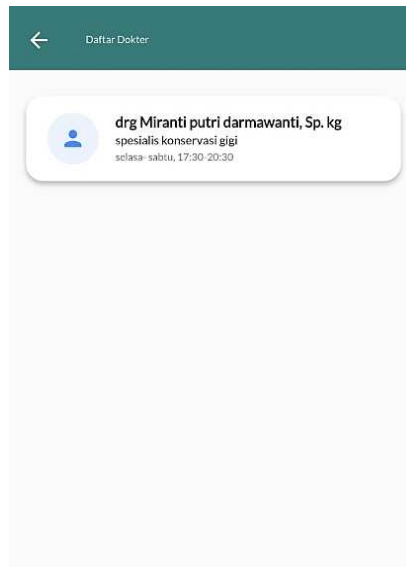 Daftar Dokter
drg Miranti putri darmawanti, Sp. kg
spesialis konservasi gigi
selasa- sabtu, 17:30-20:30